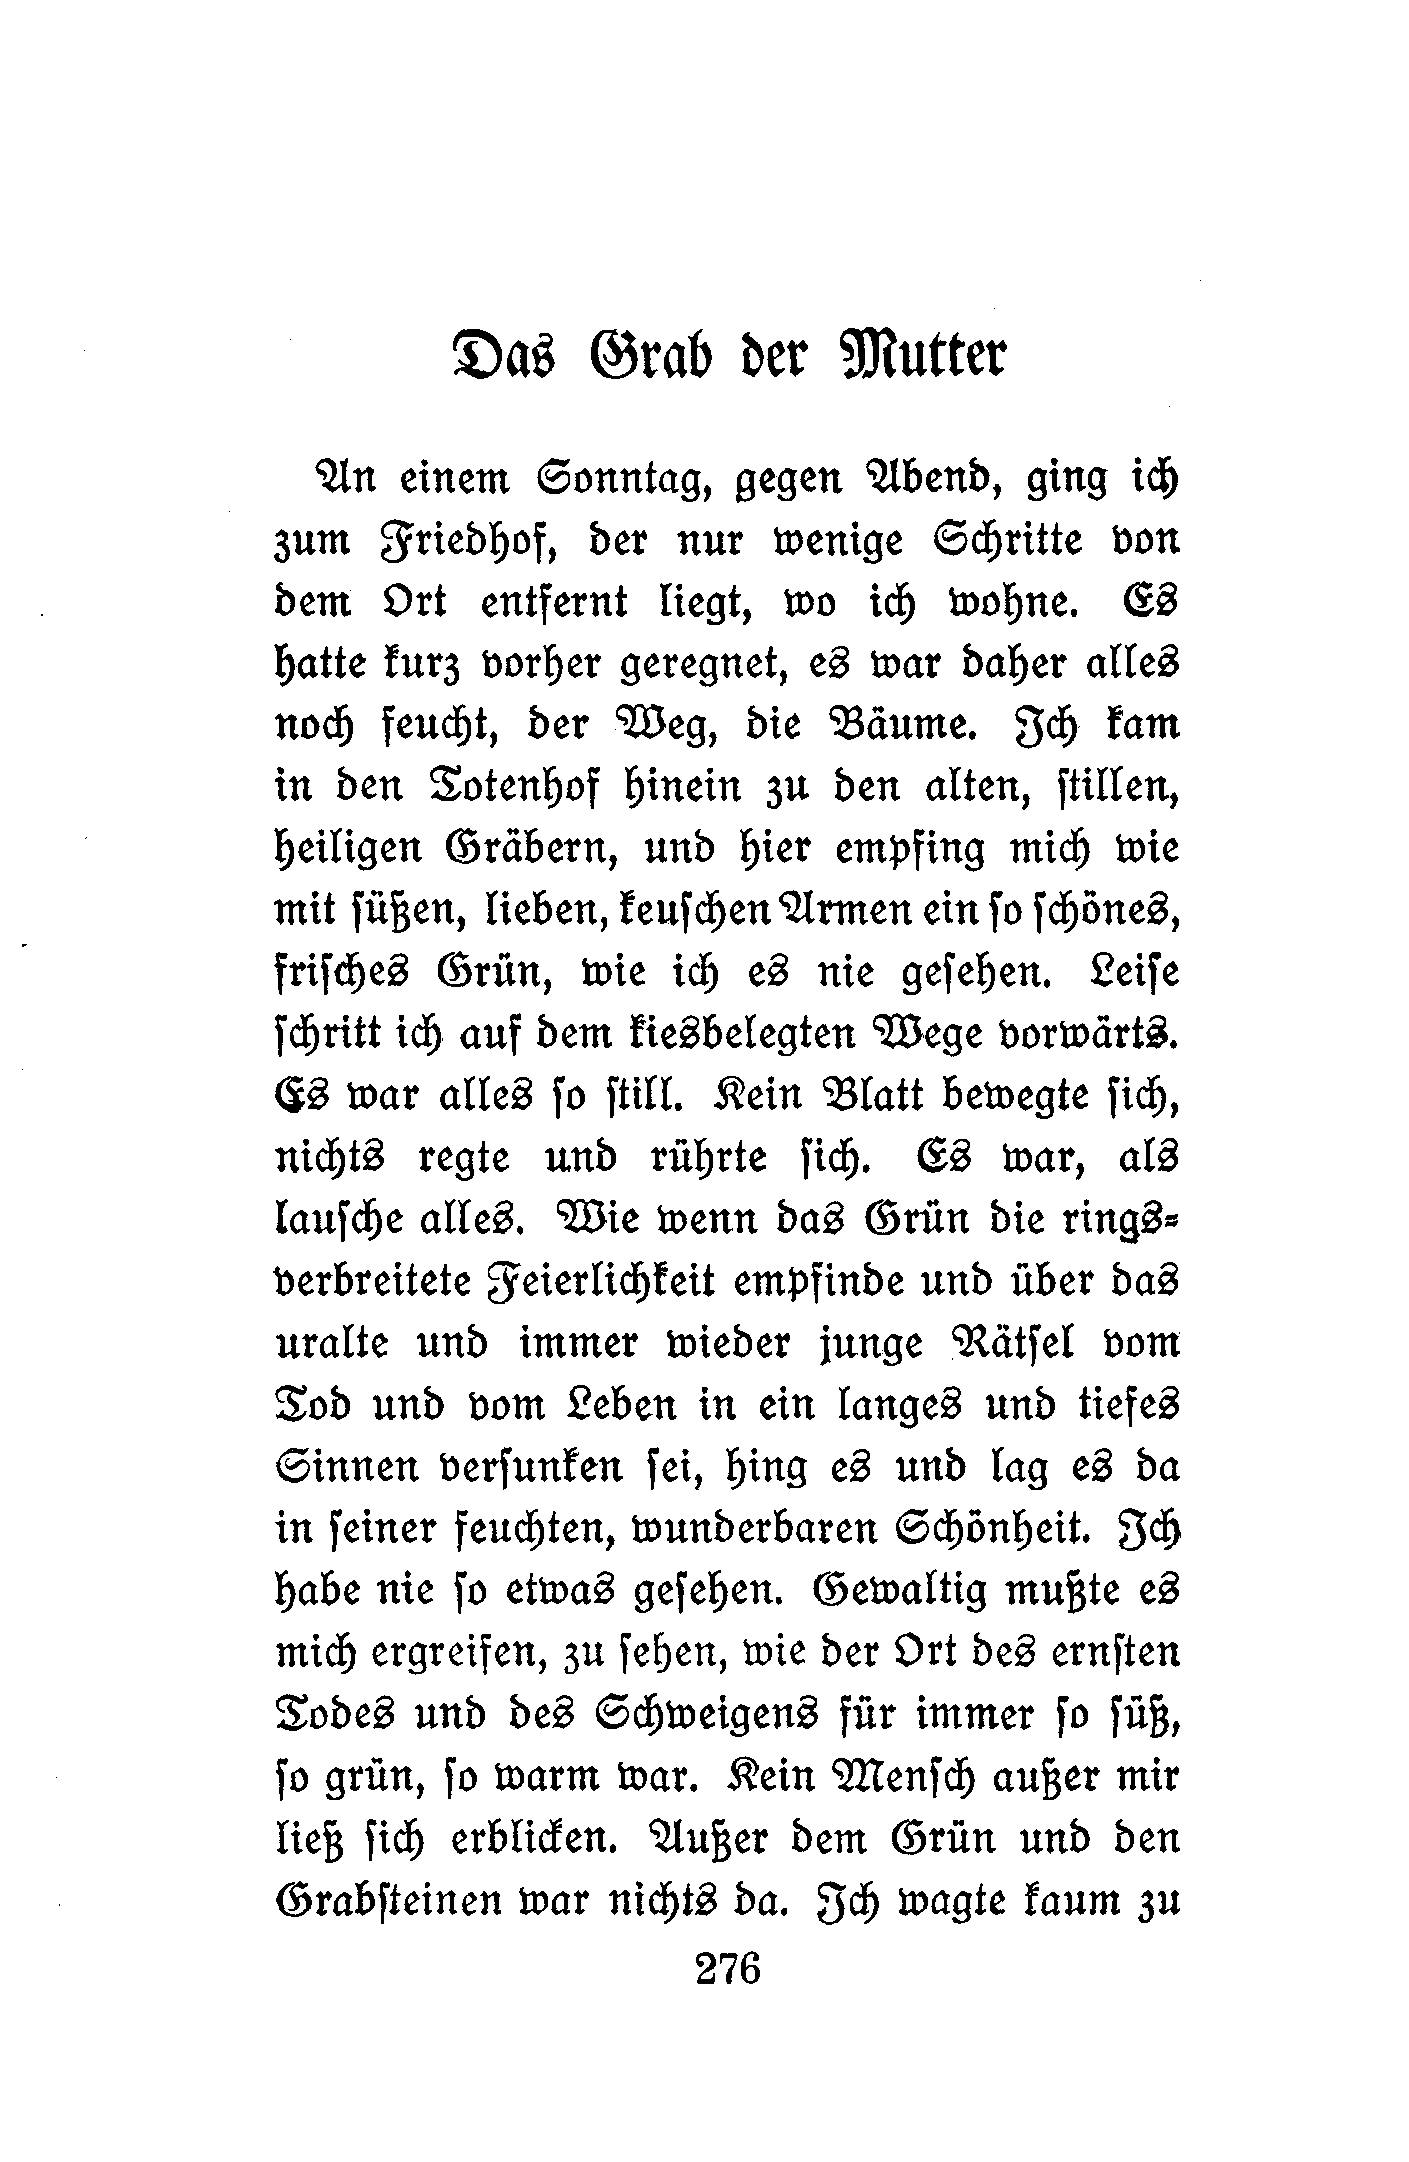 Das Grab der Mutter
An einem Sonntag, gegen Abend, ging ich
zum Friedhof, der nur wenige Schritte von
dem Ort entfernt liegt, wo ich wohne. Es
hatte kurz vorher geregnet, es war daher alles
noch feucht, der Weg, die Bäume. Ich kam
in den Totenhof hinein zu den alten, ſtillen,
heiligen Gräbern, und hier empfing mich wie
mit ſüßen, lieben, keuſchen Armen ein ſo ſchönes,
friſches Grün, wie ich es nie geſehen. Leiſe
ſchritt ich auf dem kiesbelegten Wege vorwärts.
Es war alles ſo ſtill. Kein Blatt bewegte ſich,
nichts regte und rührte ſich. Es war, als
lauſche alles. Wie wenn das Grün die rings⸗
verbreitete Feierlichkeit empfinde und über das
uralte und immer wieder junge Rätſel vom
Tod und vom Leben in ein langes und tiefes
Sinnen verſunken ſei, hing es und lag es da
in ſeiner feuchten, wunderbaren Schönheit. Ich
habe nie ſo etwas geſehen. Gewaltig mußte es
mich ergreifen, zu ſehen, wie der Ort des ernſten
Todes und des Schweigens für immer ſo ſüß,
ſo grün, ſo warm war. Kein Menſch außer mir
ließ ſich erblicken. Außer dem Grün und den
Grabſteinen war nichts da. Ich wagte kaum zu
276